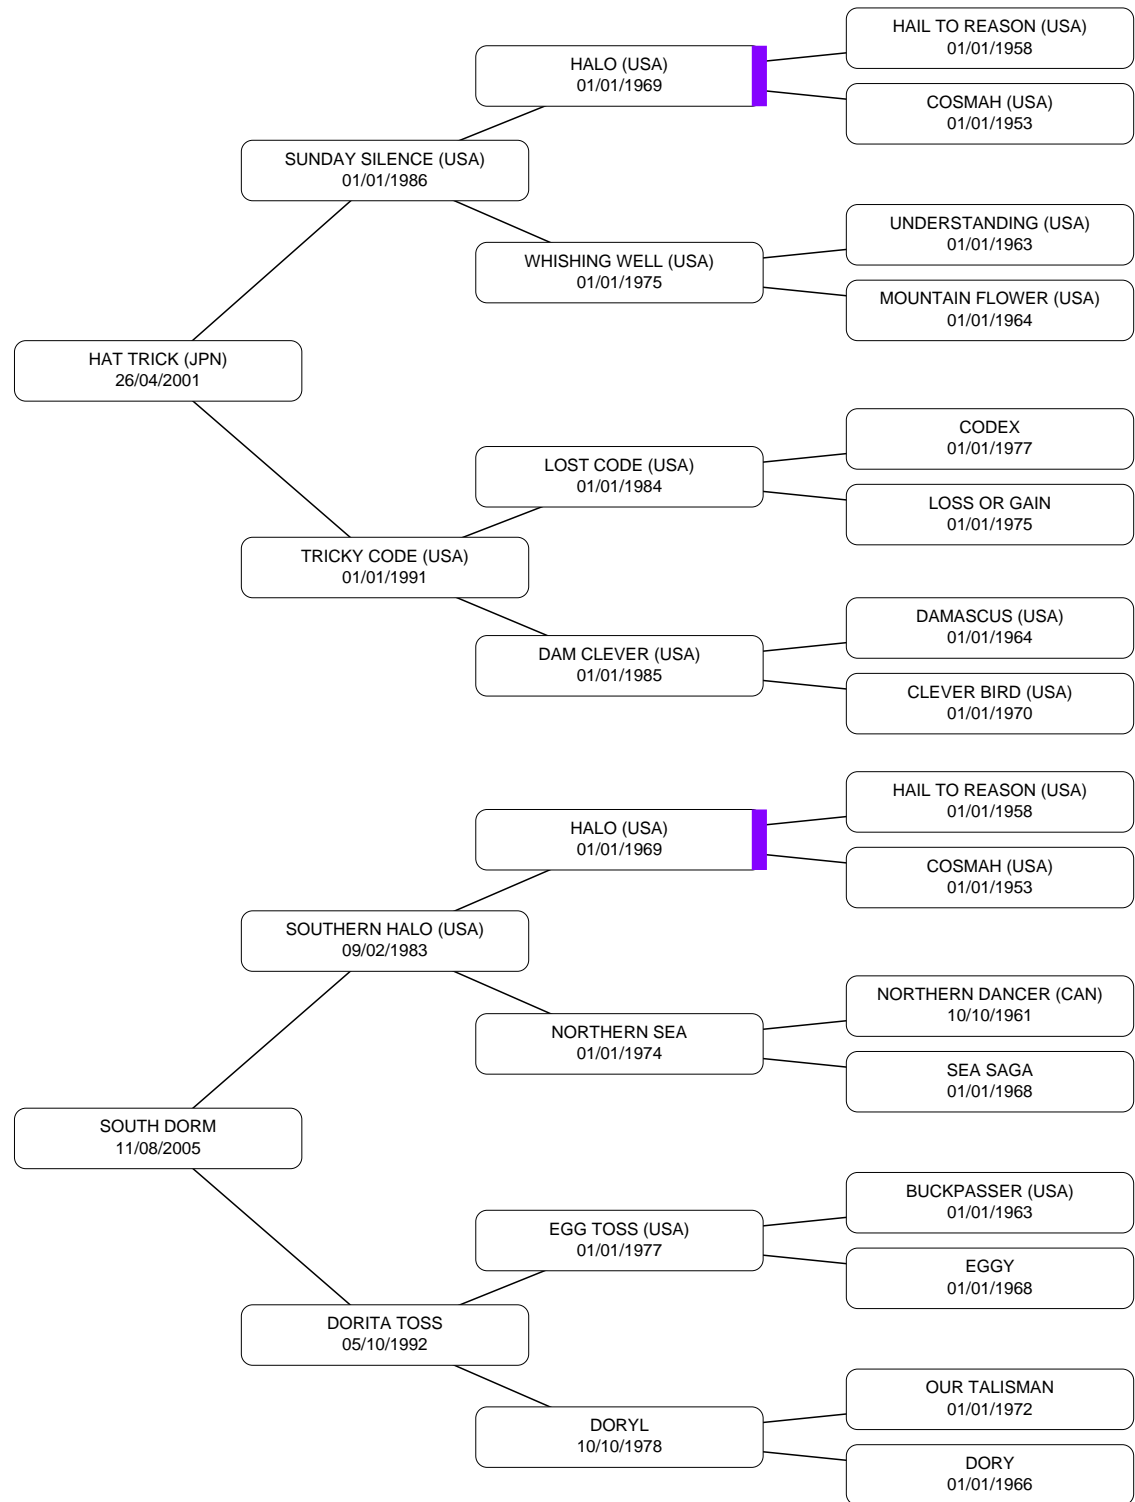 HAIL TO REASON (USA)
01/01/1958
HALO (USA)
01/01/1969
COSMAH (USA)
01/01/1953
SUNDAY SILENCE (USA)
01/01/1986
UNDERSTANDING (USA)
01/01/1963
WHISHING WELL (USA)
01/01/1975
MOUNTAIN FLOWER (USA)
01/01/1964
HAT TRICK (JPN)
26/04/2001
CODEX
01/01/1977
LOST CODE (USA)
01/01/1984
LOSS OR GAIN
01/01/1975
TRICKY CODE (USA)
01/01/1991
DAMASCUS (USA)
01/01/1964
DAM CLEVER (USA)
01/01/1985
CLEVER BIRD (USA)
01/01/1970
HAIL TO REASON (USA)
01/01/1958
HALO (USA)
01/01/1969
COSMAH (USA)
01/01/1953
SOUTHERN HALO (USA)
09/02/1983
NORTHERN DANCER (CAN)
10/10/1961
NORTHERN SEA
01/01/1974
SEA SAGA
01/01/1968
SOUTH DORM
11/08/2005
BUCKPASSER (USA)
01/01/1963
EGG TOSS (USA)
01/01/1977
EGGY
01/01/1968
DORITA TOSS
05/10/1992
OUR TALISMAN
01/01/1972
DORYL
10/10/1978
DORY
01/01/1966